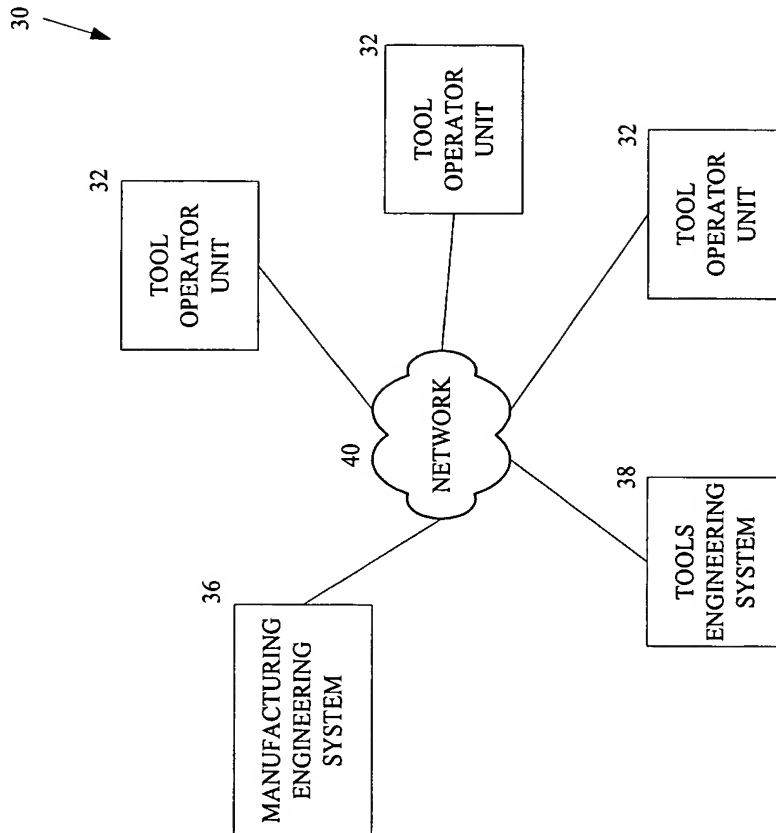 30
32
TOOL
OPERATOR
UNIT
32
TOOL
OPERATOR
UNIT
32
TOOL
OPERATOR
UNIT
40
NETWORK
36
MANUFACTURING
ENGINEERING
SYSTEM
38
TOOLS
ENGINEERING
SYSTEM